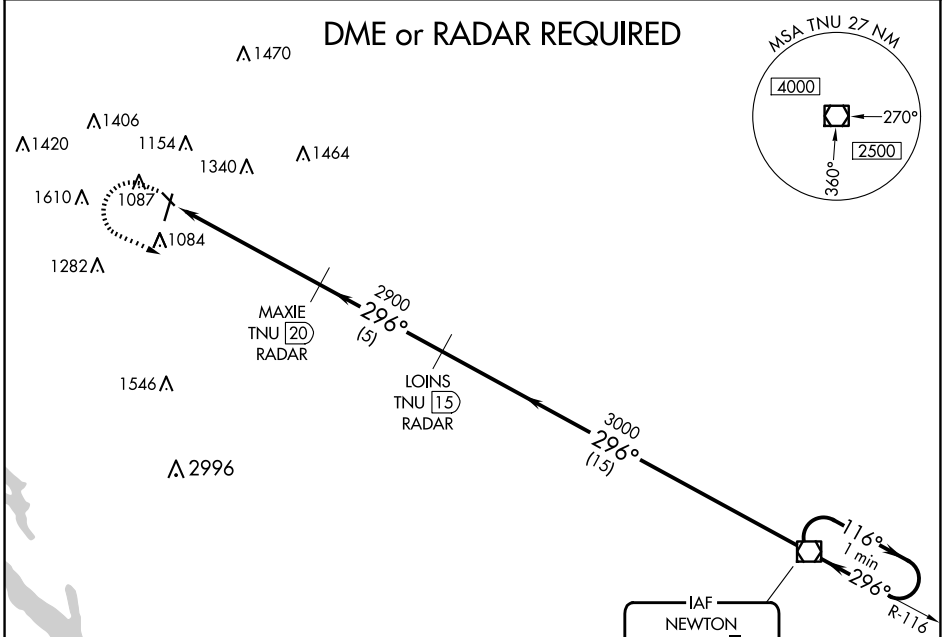 DME or RADAR REQUIRED
MSA TNU 27 NM
4000
270°
2500
360°
1470
1406
1420
1154
1340
1464
1610
1087
1084
1282
MAXIE
TNU 20
RADAR
2900
296°
(5)
LOINS
TNU 15
RADAR
1546
2996
3000
296°
(15)
116°
1 min
296°
R-116
IAF
NEWTON